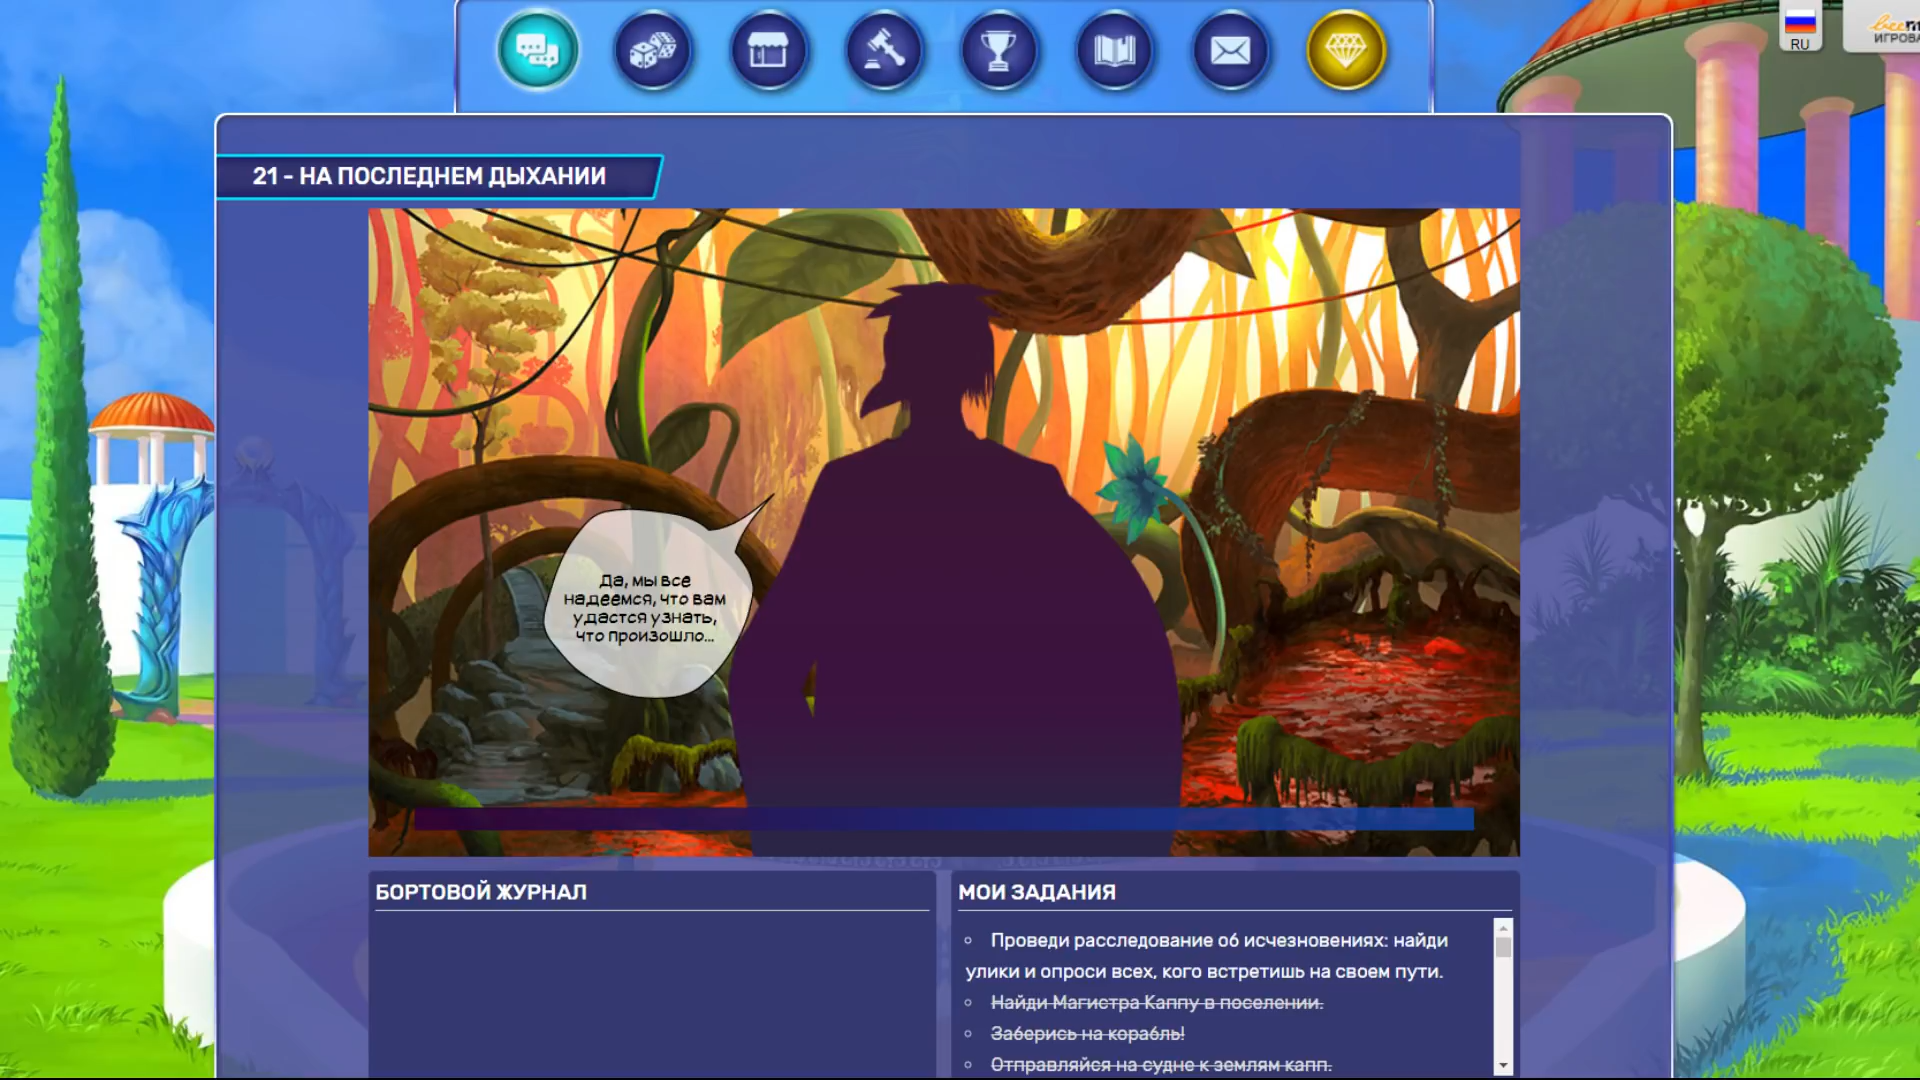 RU
ИГРОВА
21 - НА ПОСЛЕДНЕМ ДЫХАНИИ
Да, мы все
надеемся, что вам
удастся узнать,
что произошло...
БОРТОВОЙ ЖУРНАЛ
МОИ ЗАДАНИЯ
Проведи расследование об исчезновениях: найди
улики и опроси всех, кого встретишь на своем пути.
Найди Магистра Каппу в поселении.
Заберись на корабль!
Отправляйся на судне к землям капп.